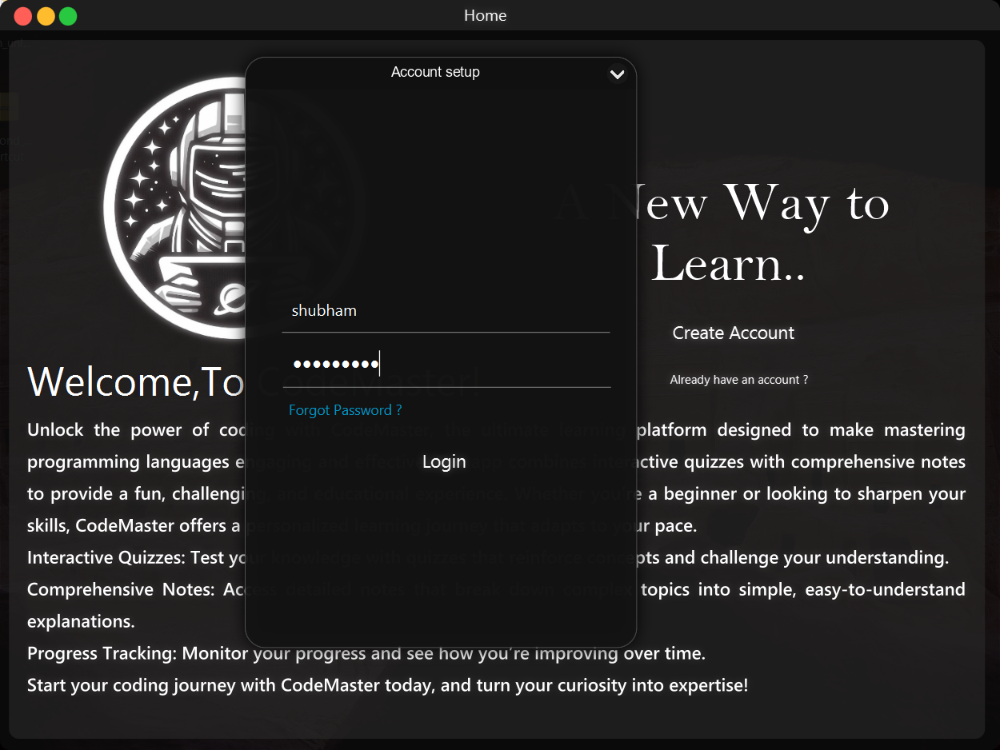 Home
Account setup
A New Way to
Learn..
shubham
•••••••••
Create Account
Welcome,To CodeMaster!
Already have an account ?
Forgot Password ?
Unlock the power of coding with CodeMaster, the ultimate learning platform designed to make mastering
programming languages engaging and effective. app combines interactive quizzes with comprehensive notes
to provide a fun, challenging, and educational experience. Whether you're a beginner or looking to sharpen your
Login
skills, CodeMaster offers a personalized learning journey that adapts to your pace.
Interactive Quizzes: Test your knowledge with quizzes that reinforce concepts and challenge your understanding.
Comprehensive Notes: Access detailed notes that break down complex topics into simple, easy-to-understand
explanations.
Progress Tracking: Monitor your progress and see how you’re improving over time.
Start your coding journey with CodeMaster today, and turn your curiosity into expertise!